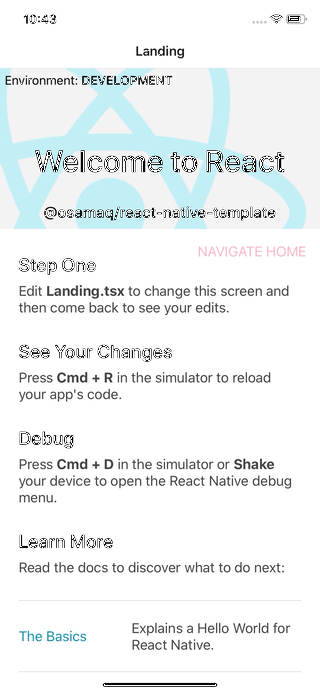 10:43
Landing
Environment: DEVELOPMENT
Welcome to React
@osamaq/react-native-template
NAVIGATE HOME
Step One
Edit Landing.tsx to change this screen and
then come back to see your edits.
See Your Changes
Press Cmd + R in the simulator to reload
your app's code.
Debug
Press Cmd + D in the simulator or Shake
your device to open the React Native debug
menu.
Learn More
Read the docs to discover what to do next:
The Basics
Explains a Hello World for
React Native.